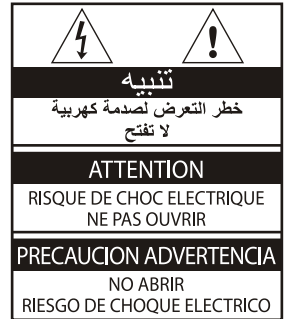 تنبيه
خطر التعرض لصدمة كهربية
لا تفتح
ATTENTION
RISQUE DE CHOC ELECTRIQUE
NE PAS OUVRIR
PRECAUCION ADVERTENCIA
NO ABRIR
RIESGO DE CHOQUE ELECTRICO